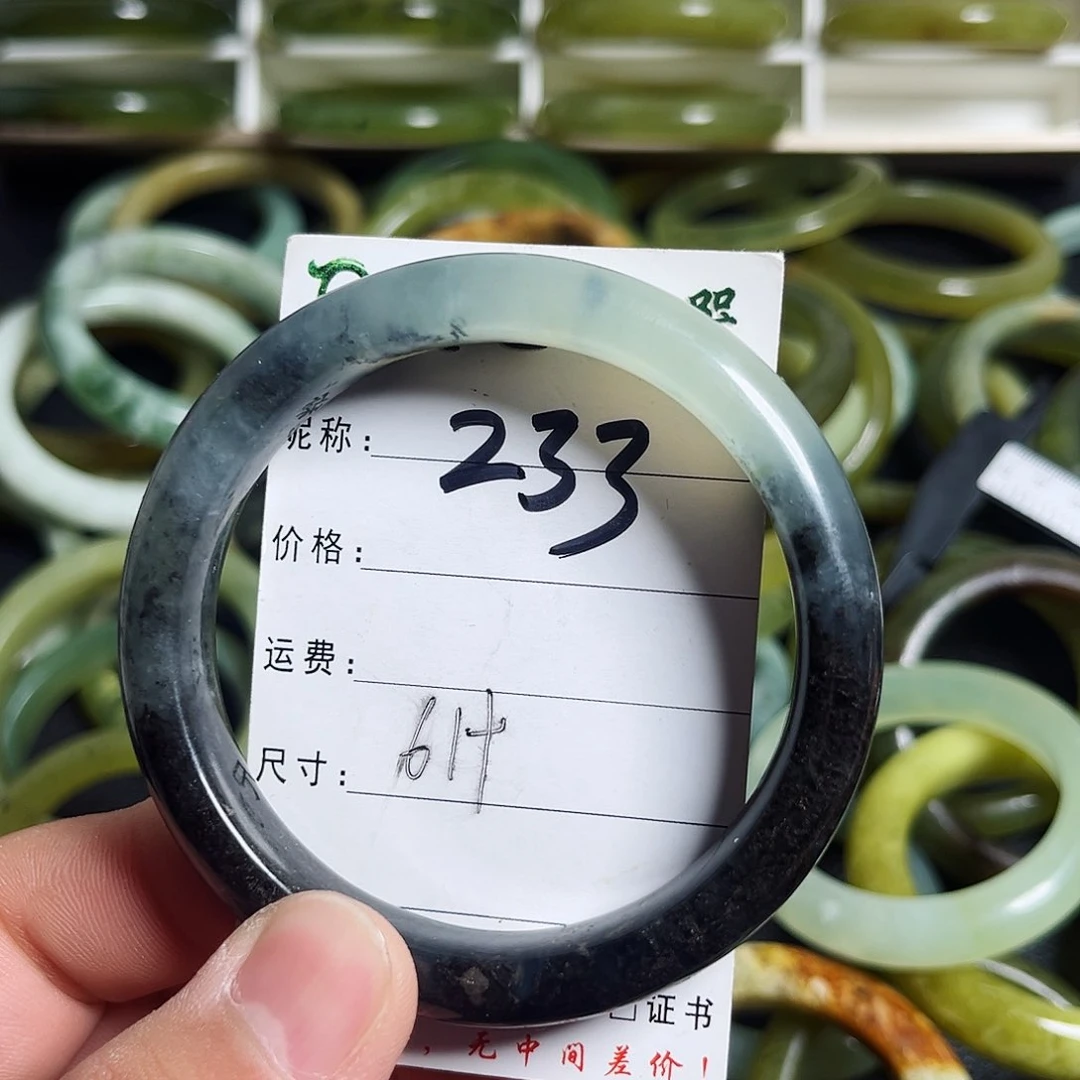 昵称: 233
价格:
运费:
尺寸: 61+
□证书
,无中间差价!